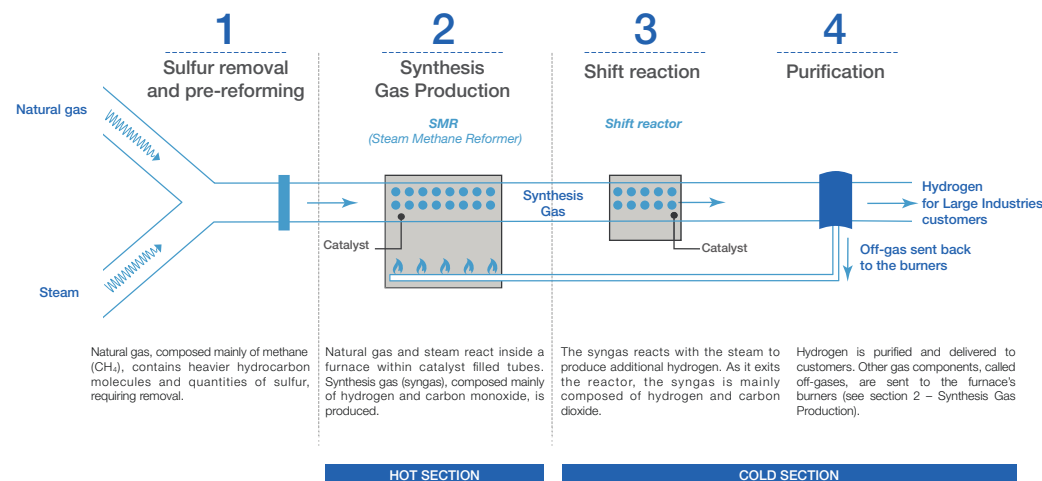 1
Sulfur removal
and pre-reforming
2
Synthesis
Gas Production
3
Shift reaction
4
Purification
SMR
(Steam Methane Reformer)
Shift reactor
Natural gas
Steam
Catalyst
Synthesis
Gas
Catalyst
Hydrogen
for Large Industries
customers
Off-gas sent back
to the burners
Natural gas, composed mainly of methane
(CH₄), contains heavier hydrocarbon
molecules and quantities of sulfur,
requiring removal.
Natural gas and steam react inside a
furnace within catalyst filled tubes.
Synthesis gas (syngas), composed mainly
of hydrogen and carbon monoxide, is
produced.
The syngas reacts with the steam to
produce additional hydrogen. As it exits
the reactor, the syngas is mainly
composed of hydrogen and carbon
dioxide.
Hydrogen is purified and delivered to
customers. Other gas components, called
off-gases, are sent to the furnace's
burners (see section 2 – Synthesis Gas
Production).
HOT SECTION
COLD SECTION